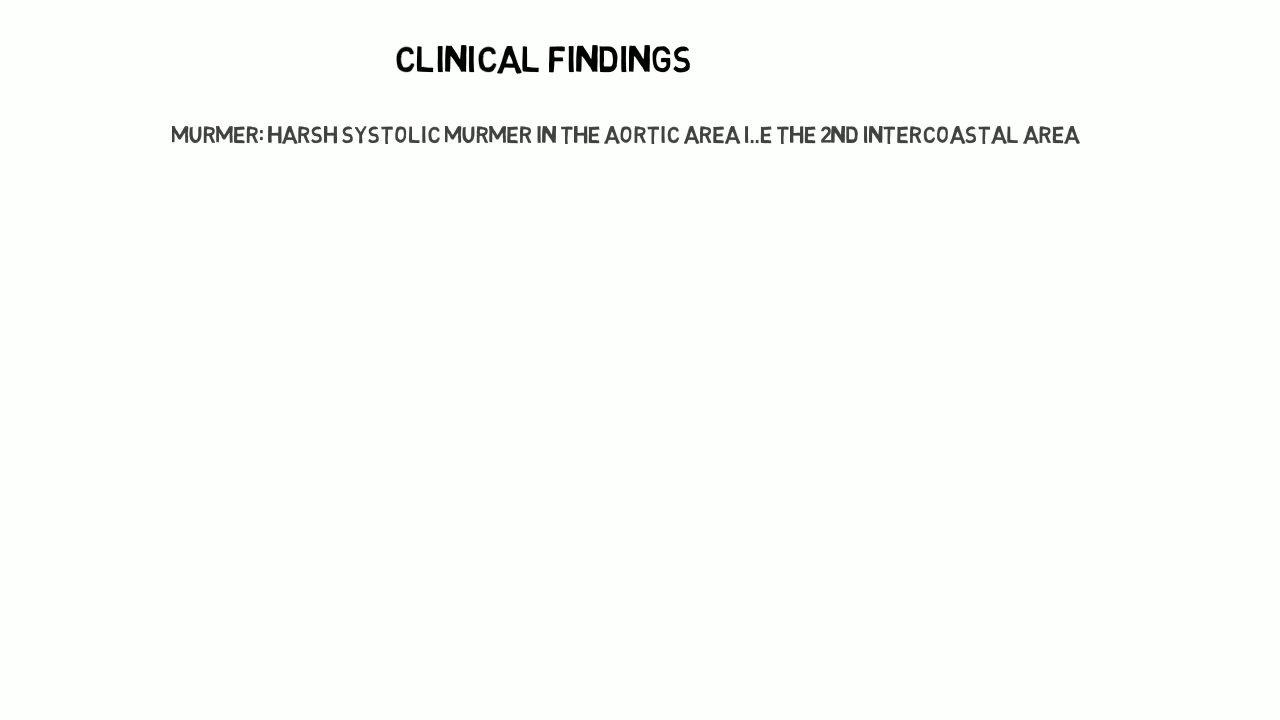 CLINICAL FINDINGS
MURMER: HARSH SYSTOLIC MURMER IN THE AORTIC AREA I..E THE 2ND INTERCOASTAL AREA